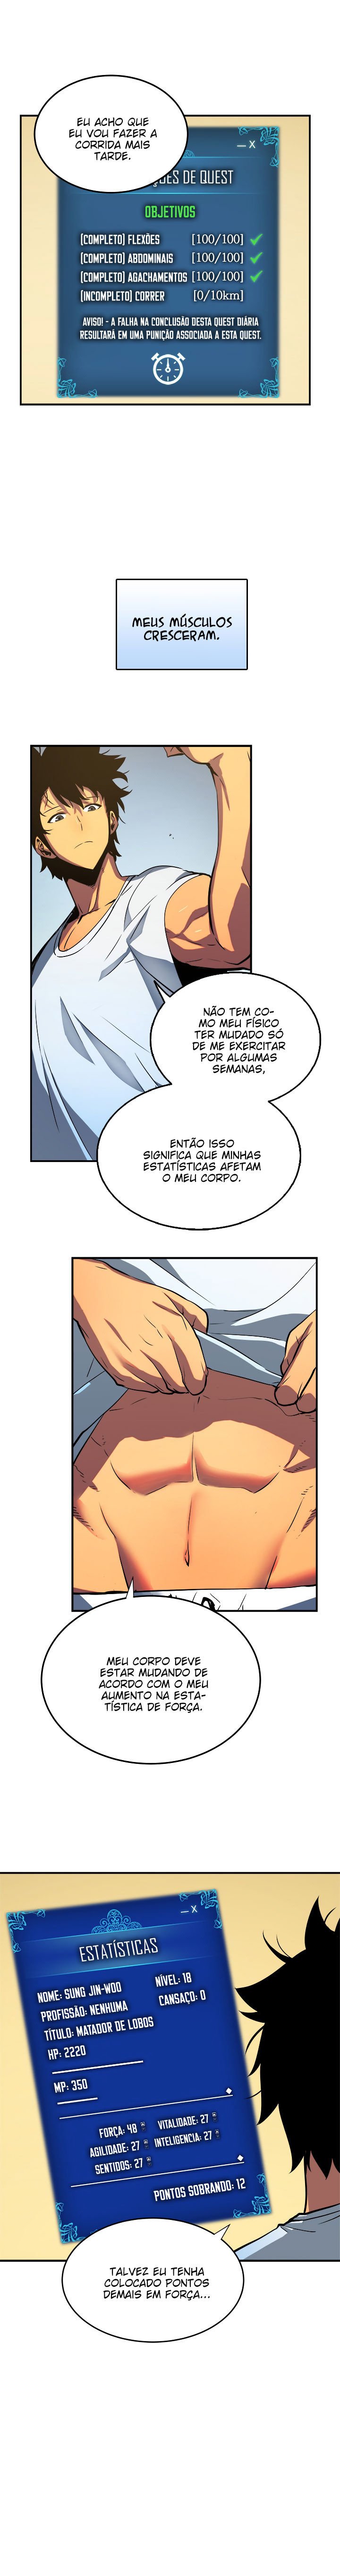 EU ACHO QUE
EU VOU FAZER A
CORRIDA MAIS
TARDE.
— X
DE QUEST
OBJETIVOS
[COMPLETO] FLEXÕES [100/100]
[COMPLETO] ABDOMINAIS [100/100]
[COMPLETO] AGACHAMENTOS [100/100]
[INCOMPLETO] CORRER [0/10km]
AVISO! - A FALHA NA CONCLUSÃO DESTA QUEST DIÁRIA
RESULTARÁ EM UMA PUNIÇÃO ASSOCIADA A ESTA QUEST.
MEUS MÚSCULOS
CRESCERAM.
NÃO TEM CO-
MO MEU FÍSICO
TER MUDADO SÓ
DE ME EXERCITAR
POR ALGUMAS
SEMANAS,
ENTÃO ISSO
SIGNIFICA QUE MINHAS
ESTATÍSTICAS AFETAM
O MEU CORPO.
MEU CORPO DEVE
ESTAR MUDANDO DE
ACORDO COM O MEU
AUMENTO NA ESTA-
TÍSTICA DE FORÇA.
— X
ESTATÍSTICAS
NOME: SUNG JIN-WOO NÍVEL: 18
PROFISSÃO: NENHUMA CANSAÇO: 0
TÍTULO: MATADOR DE LOBOS
HP: 2220
MP: 350
FORÇA: 48 VITALIDADE: 27
AGILIDADE: 27 INTELIGENCIA: 27
SENTIDOS: 27
PONTOS SOBRANDO: 12
TALVEZ EU TENHA
COLOCADO PONTOS
DEMAIS EM FORÇA...